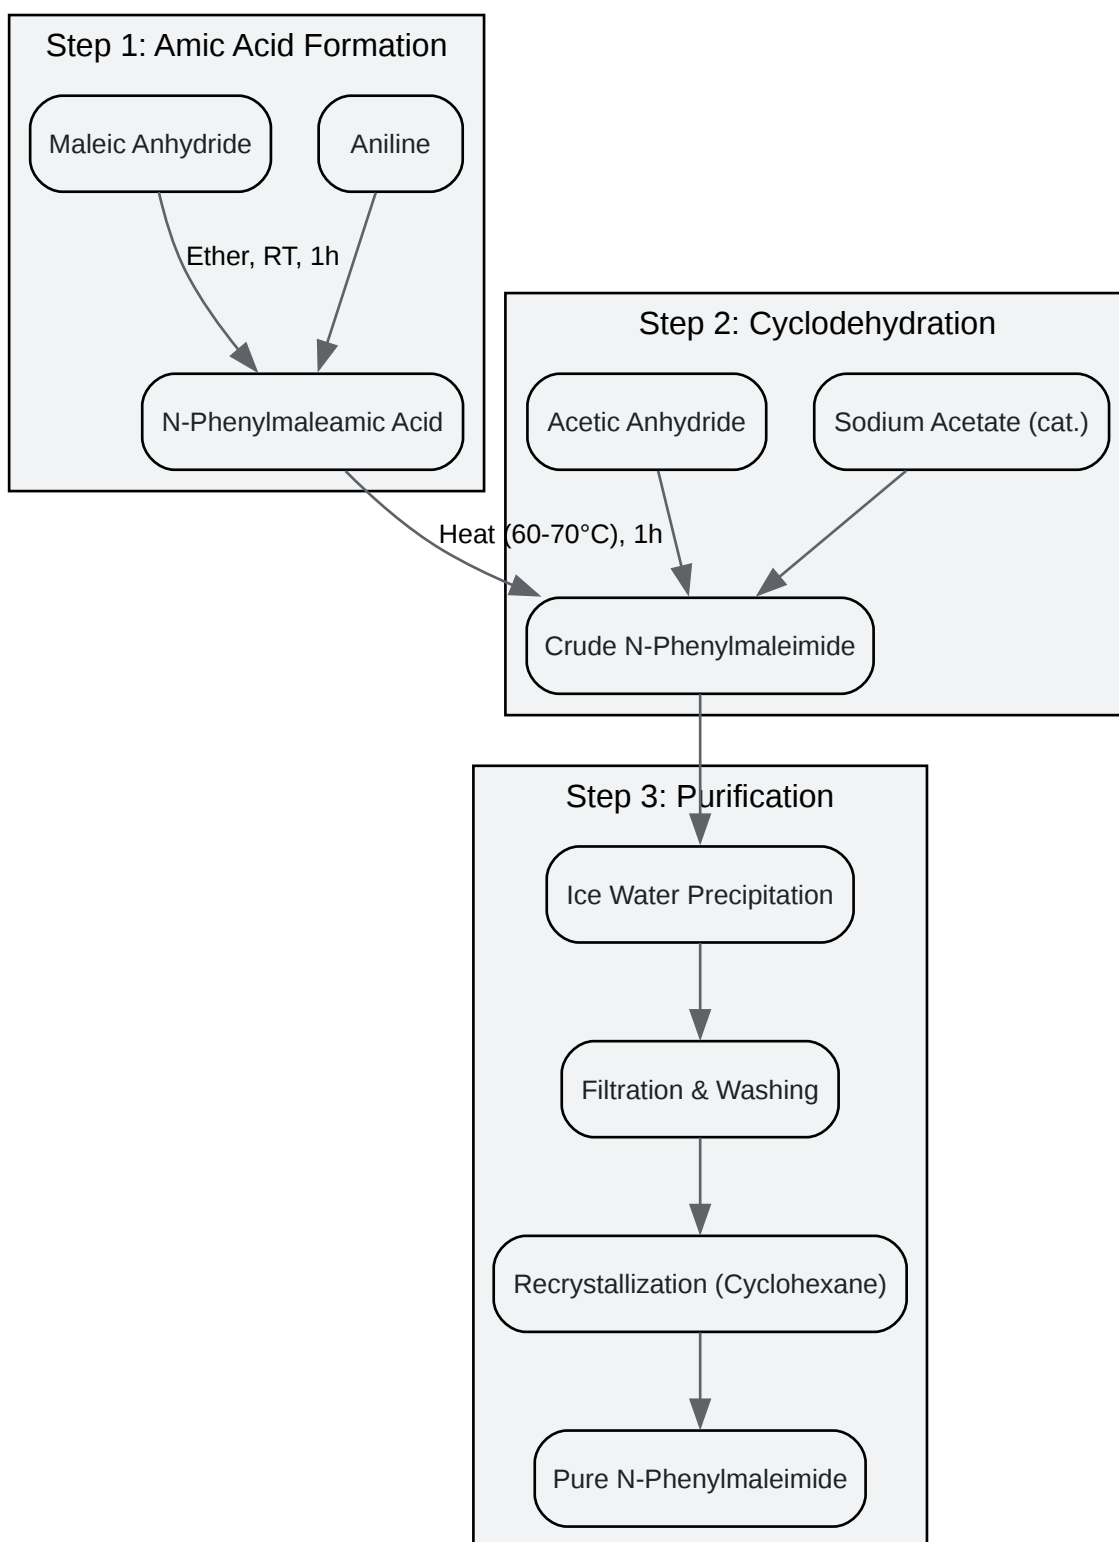 Step 1: Amic Acid Formation
Maleic Anhydride
Aniline
Ether, RT, 1h
N-Phenylmaleamic Acid
Step 2: Cyclodehydration
Acetic Anhydride
Sodium Acetate (cat.)
Heat (60-70°C), 1h
Crude N-Phenylmaleimide
Step 3: Purification
Ice Water Precipitation
Filtration & Washing
Recrystallization (Cyclohexane)
Pure N-Phenylmaleimide